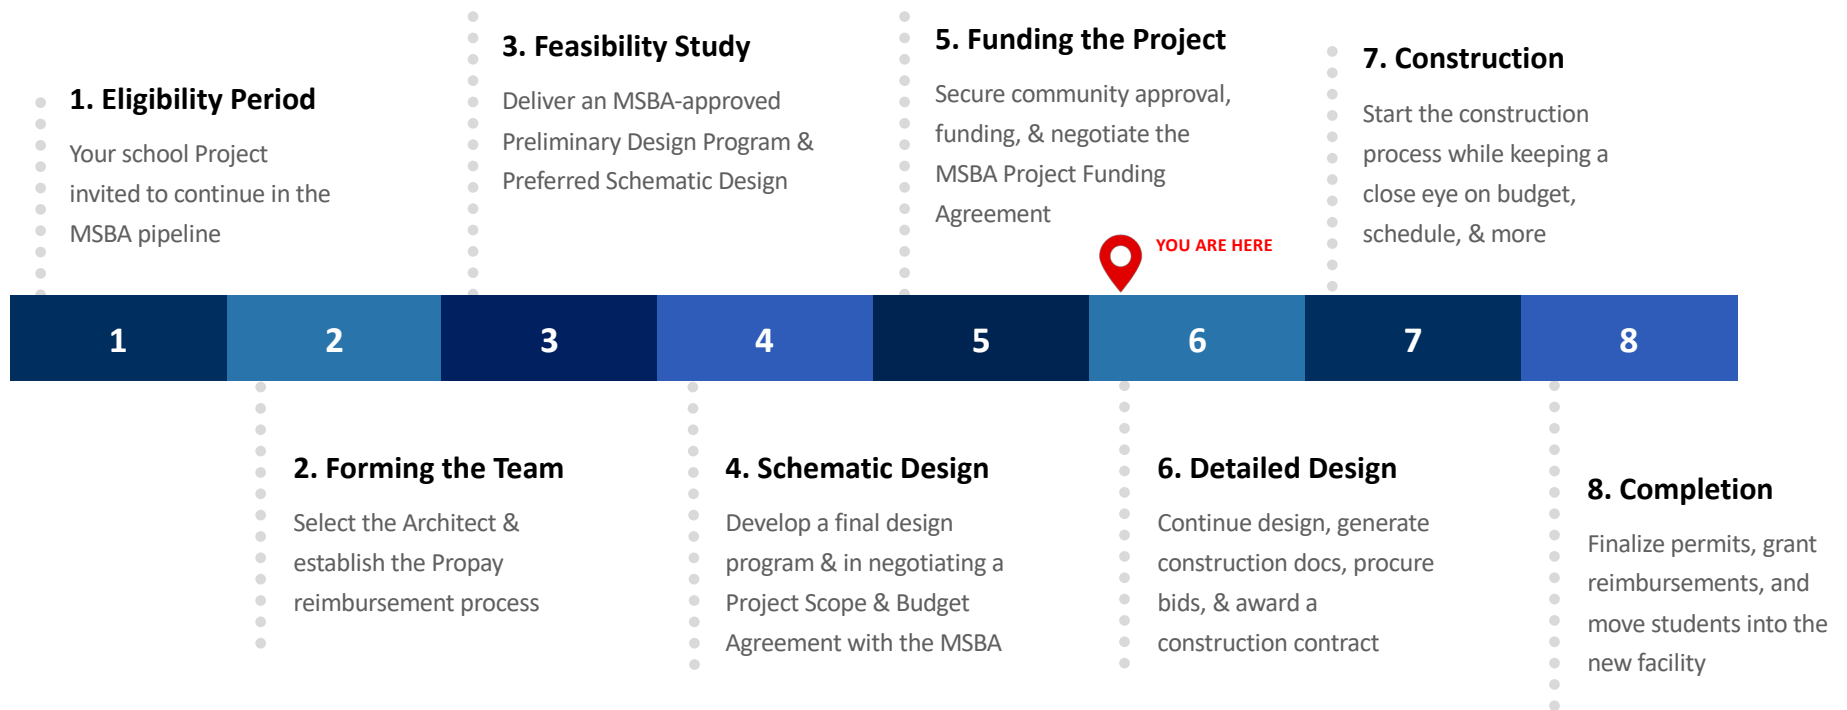 1. Eligibility Period
Your school Project
invited to continue in the
MSBA pipeline
3. Feasibility Study
Deliver an MSBA-approved
Preliminary Design Program &
Preferred Schematic Design
5. Funding the Project
Secure community approval,
funding, & negotiate the
MSBA Project Funding
Agreement
YOU ARE HERE
7. Construction
Start the construction
process while keeping a
close eye on budget,
schedule, & more
1 2 3 4 5 6 7 8
2. Forming the Team
Select the Architect &
establish the Propay
reimbursement process
4. Schematic Design
Develop a final design
program & in negotiating a
Project Scope & Budget
Agreement with the MSBA
6. Detailed Design
Continue design, generate
construction docs, procure
bids, & award a
construction contract
8. Completion
Finalize permits, grant
reimbursements, and
move students into the
new facility